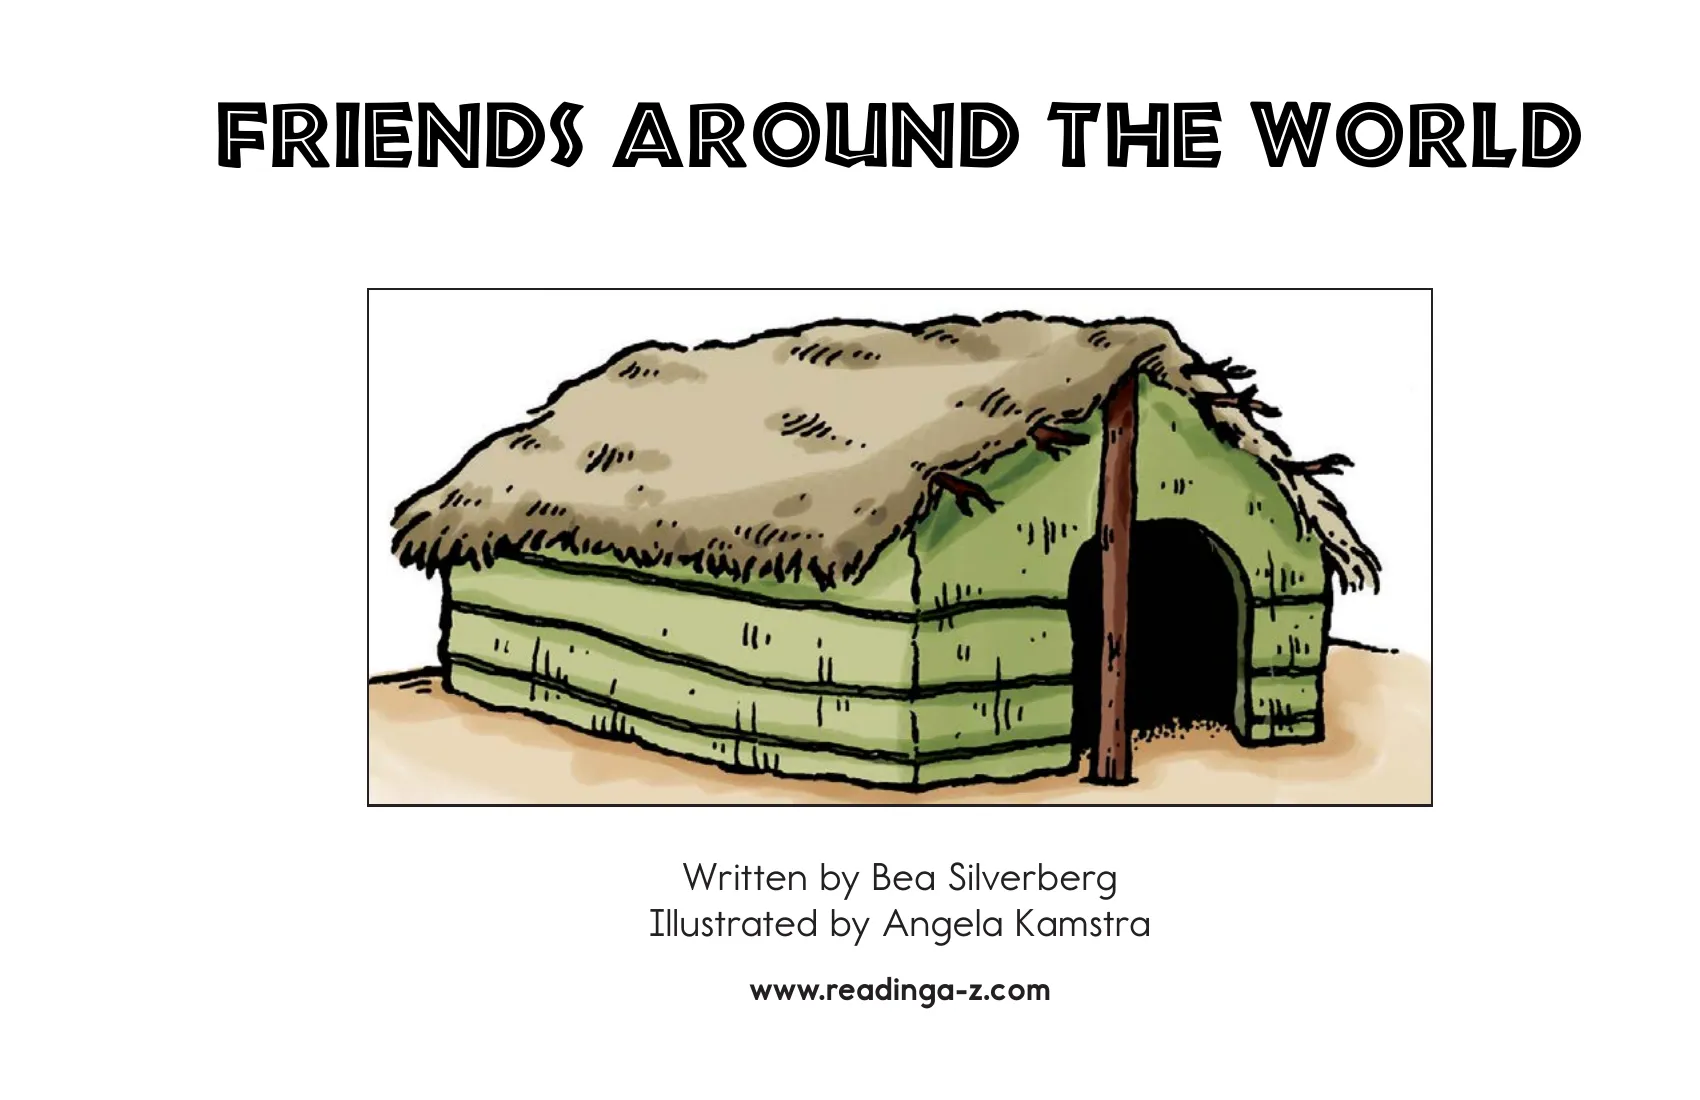 FRIENDS AROUND THE WORLD
Written by Bea Silverberg
Illustrated by Angela Kamstra
www.readinga-z.com